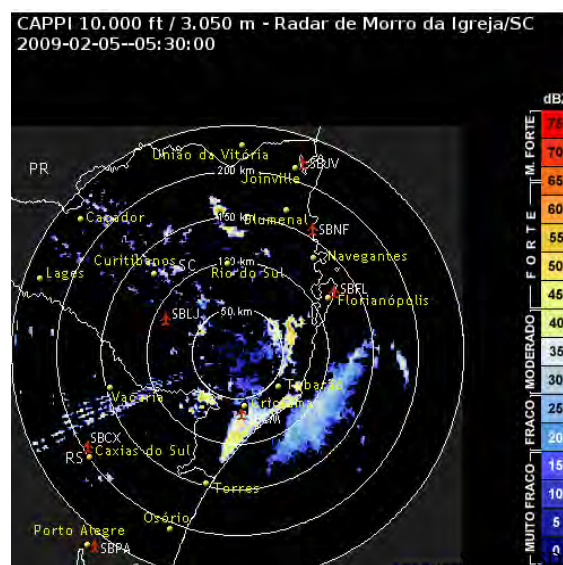 CAPPI 10.000 ft / 3.050 m - Radar de Morro da Igreja/SC
2009-02-05--05:30:00
dBZ
75
70
65
60
55
50
45
40
35
30
25
20
15
10
5
0
M. FORTE
FORTE
MODERADO
FRACO
MUITO FRACO
PR
União da Vitória
SBJV
200 km
Joinville
Caçador
150 km
Blumenal
SBNF
Curitibanos
SC
100 km
Navegantes
Lages
Rio do Sul
SBFL
Florianópolis
SBLJ
50 km
Tubarão
Vacaria
Criciúma
SBCX
RS
Caxias do Sul
Torres
Osório
Porto Alegre
SBPA